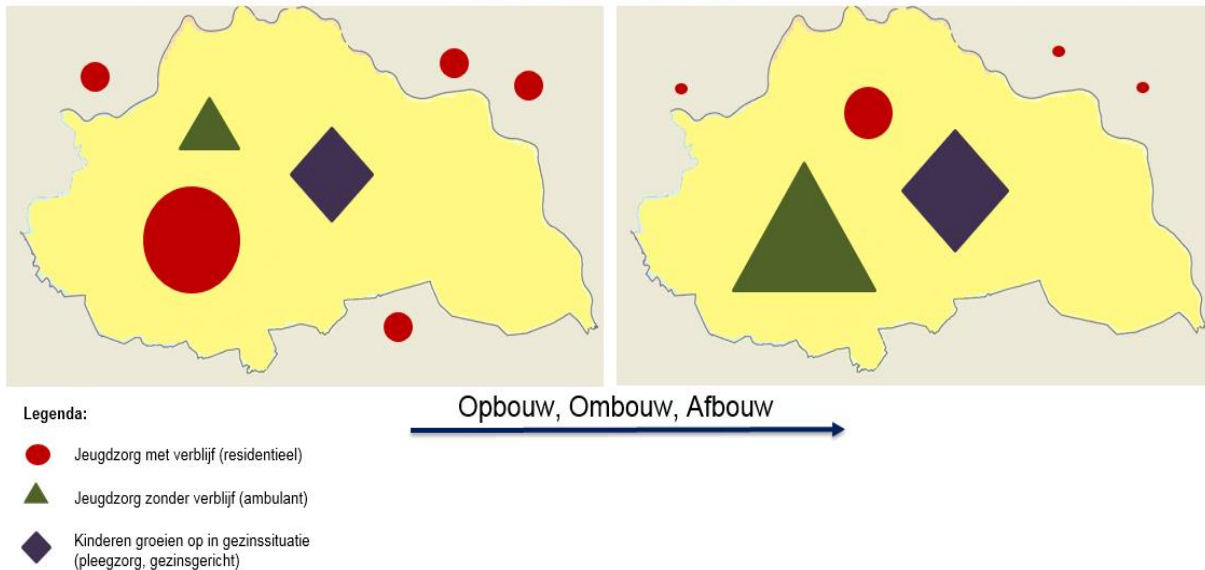 Opbouw, Ombouw, Afbouw
Legenda:
Jeugdzorg met verblijf (residentieel)
Jeugdzorg zonder verblijf (ambulant)
Kinderen groeien op in gezinssituatie
(pleegzorg, gezinsgericht)